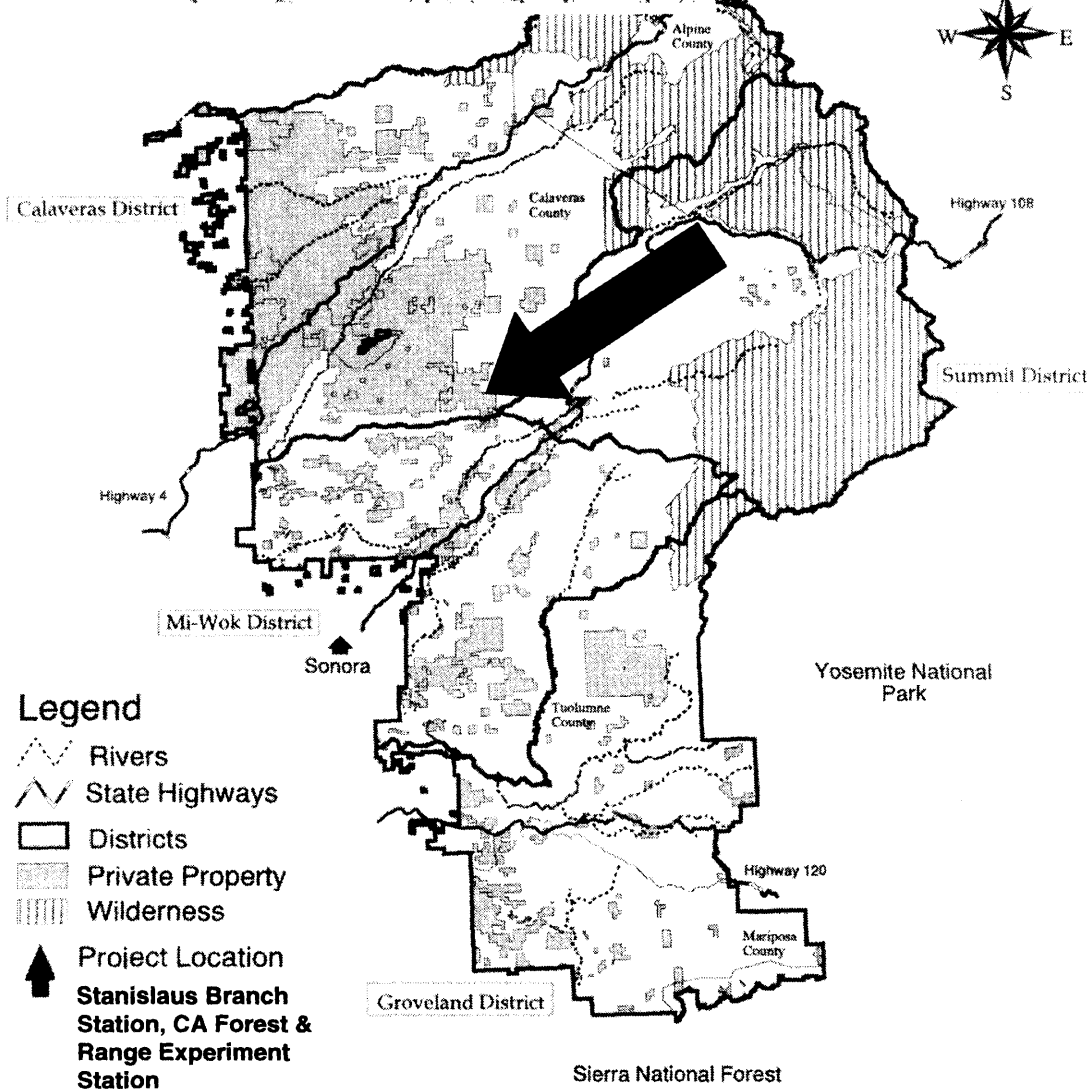 Alpine
County
W
E
S
Calaveras District
Calaveras
County
Highway 108
Summit District
Highway 4
Mi-Wok District
Sonora
Yosemite National
Park
Tuolumne
County
Legend
Rivers
State Highways
Districts
Private Property
Wilderness
Project Location
Stanislaus Branch
Station, CA Forest &
Range Experiment
Station
Highway 120
Mariposa
County
Groveland District
Sierra National Forest